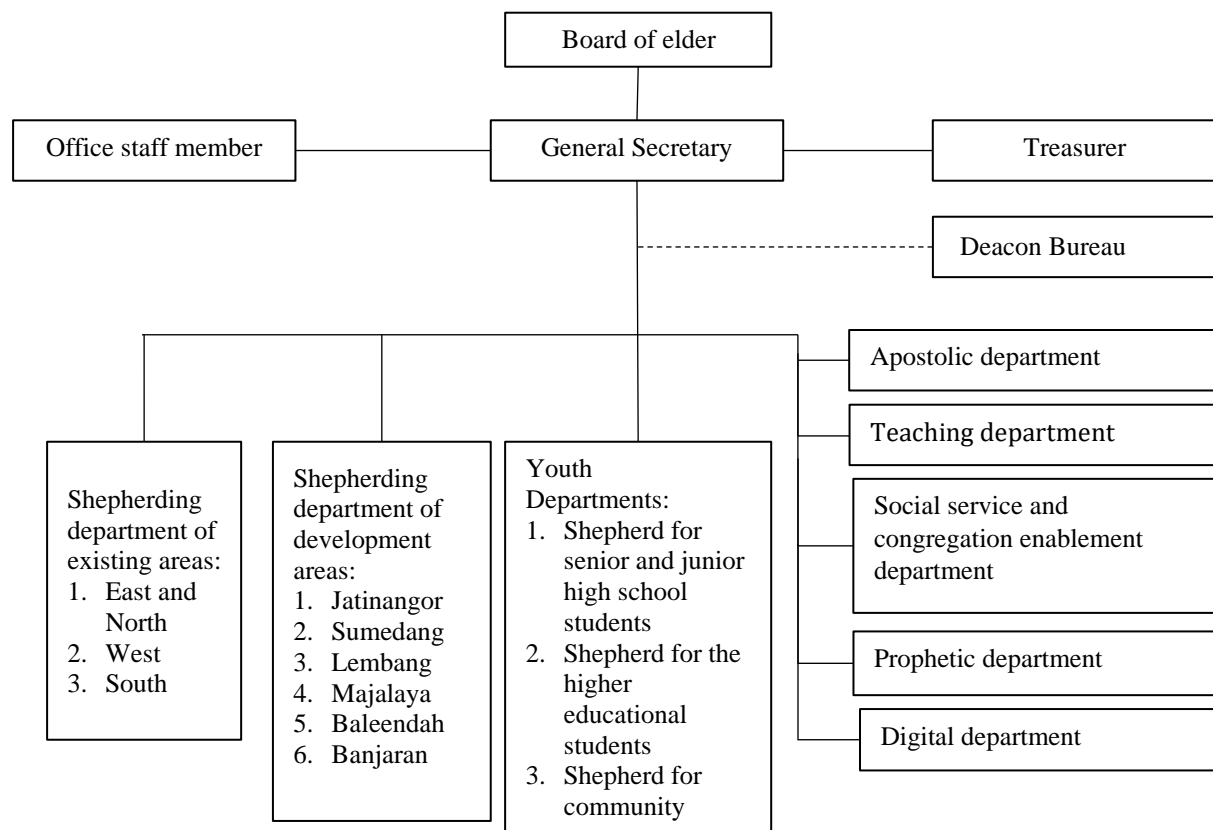 Board of elder
Office staff member
General Secretary
Treasurer
Deacon Bureau
Apostolic department
Teaching department
Social service and
congregation enablement
department
Prophetic department
Digital department
Shepherding
department of
existing areas:
1. East and
North
2. West
3. South
Shepherding
department of
development
areas:
1. Jatinangor
2. Sumedang
3. Lembang
4. Majalaya
5. Baleendah
6. Banjaran
Youth
Departments:
1. Shepherd for
senior and junior
high school
students
2. Shepherd for the
higher
educational
students
3. Shepherd for
community